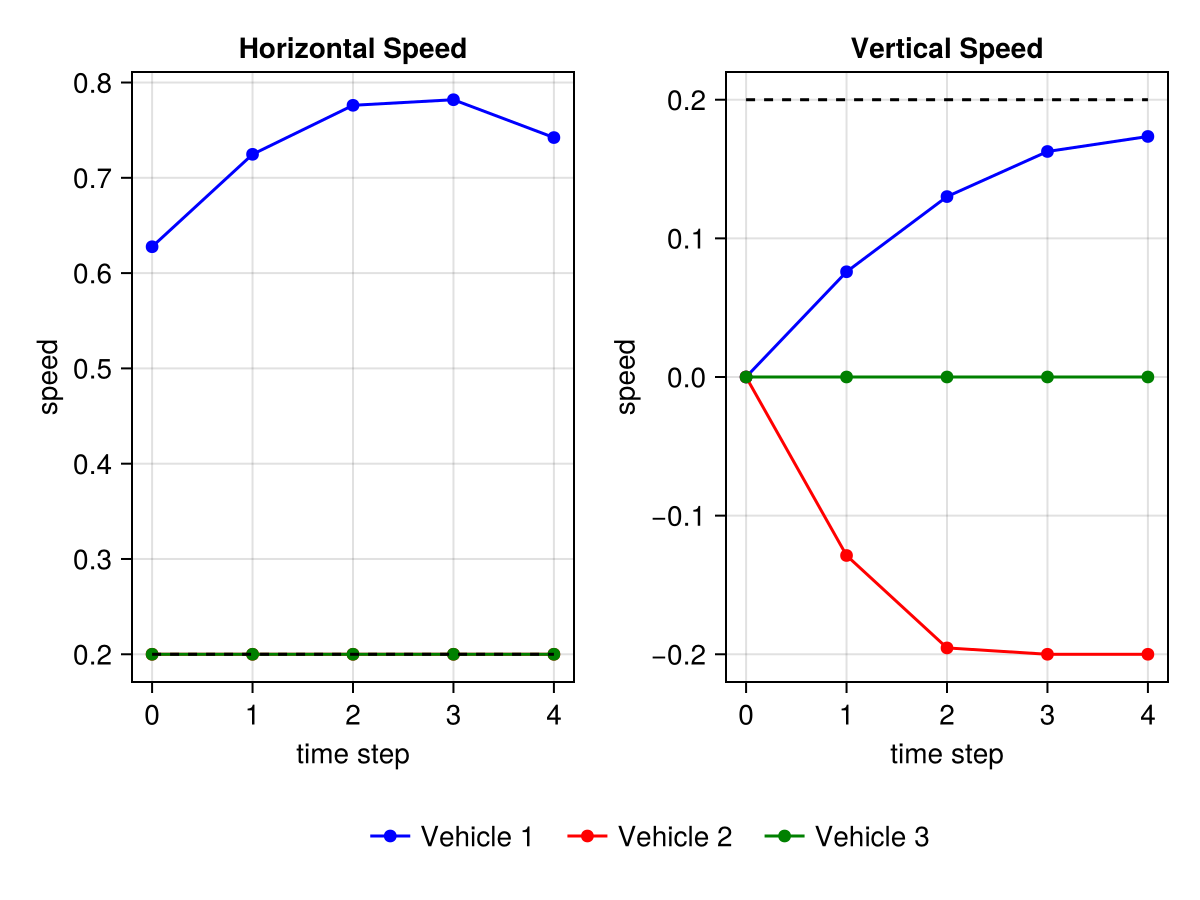 Horizontal Speed
0.8
0.7
0.6
0.5
0.4
0.3
0.2
speed
0 1 2 3 4
time step
Vertical Speed
0.2
0.1
0.0
−0.1
−0.2
speed
0 1 2 3 4
time step
Vehicle 1 Vehicle 2 Vehicle 3